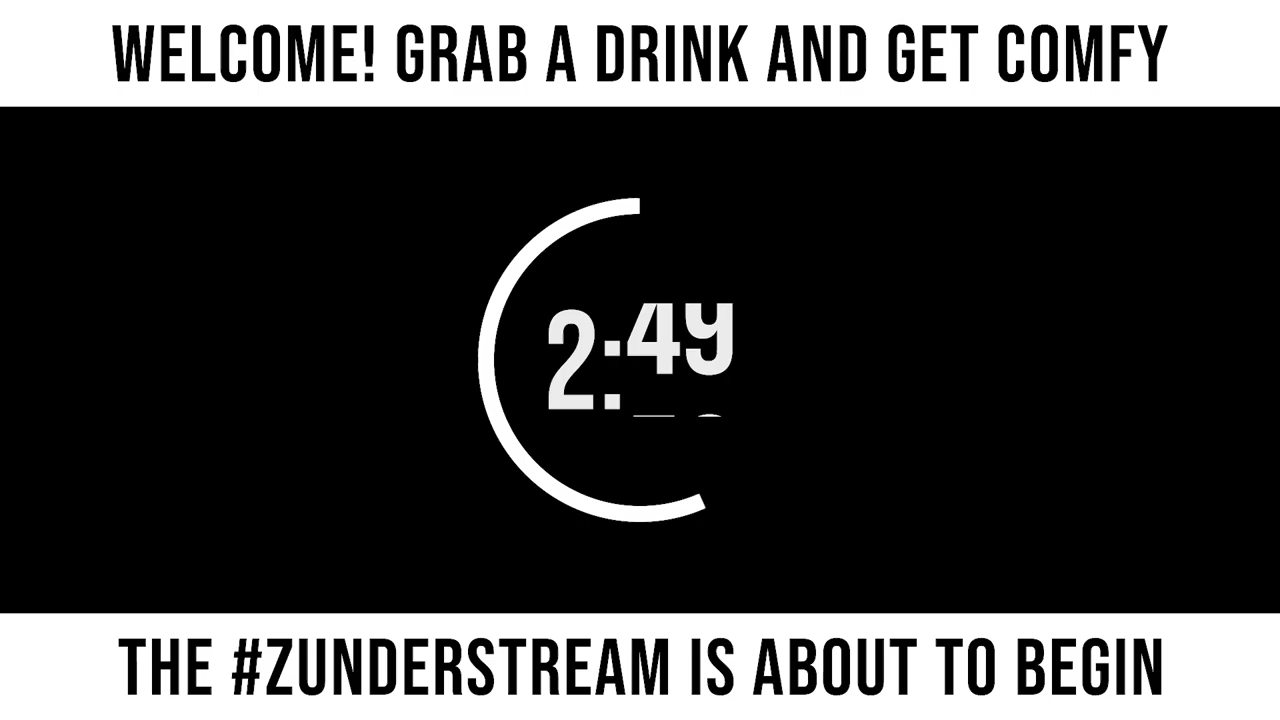 WELCOME! GRAB A DRINK AND GET COMFY
2:49
THE #ZUNDERSTREAM IS ABOUT TO BEGIN